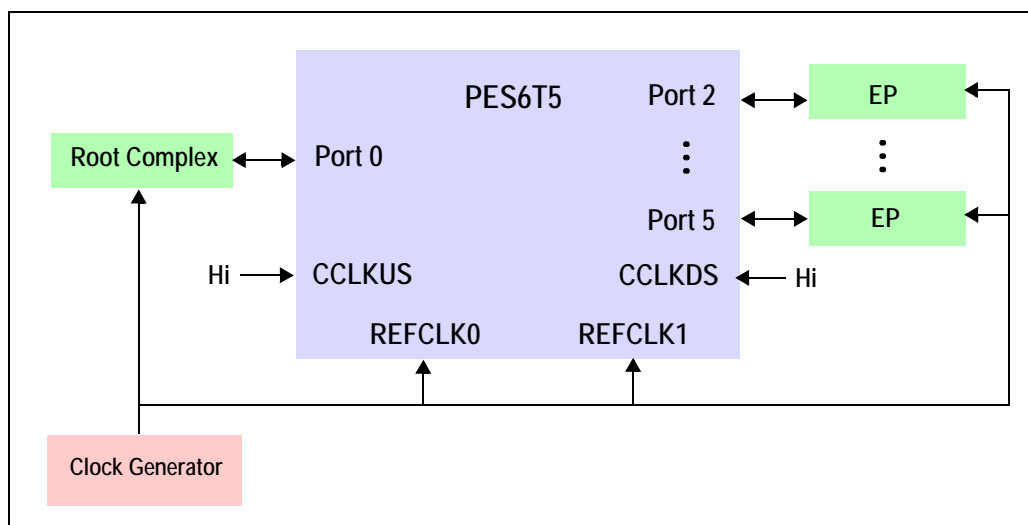 PES6T5
Port 2
EP
Root Complex
Port 0
Port 5
EP
Hi
CCLKUS
CCLKDS
Hi
REFCLK0
REFCLK1
Clock Generator